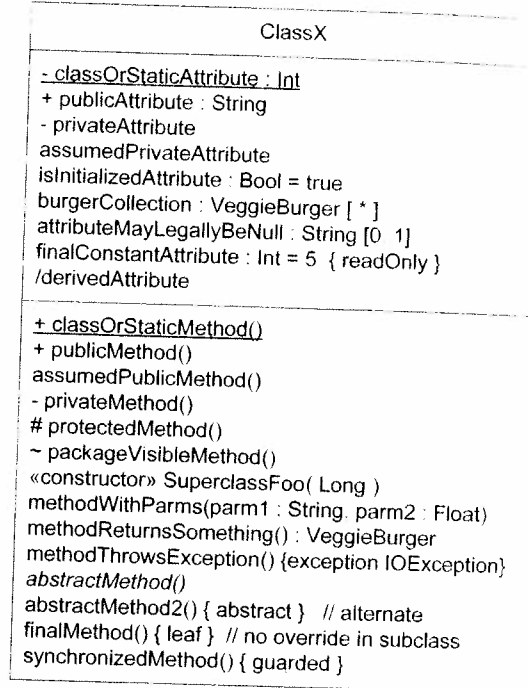 ClassX
- classOrStaticAttribute : Int
+ publicAttribute : String
- privateAttribute
assumedPrivateAttribute
isInitializedAttribute : Bool = true
burgerCollection : VeggieBurger [ * ]
attributeMayLegallyBeNull : String [0 1]
finalConstantAttribute : Int = 5 { readOnly }
/derivedAttribute
+ classOrStaticMethod()
+ publicMethod()
assumedPublicMethod()
- privateMethod()
# protectedMethod()
~ packageVisibleMethod()
«constructor» SuperclassFoo( Long )
methodWithParms(parm1 : String. parm2 : Float)
methodReturnsSomething() : VeggieBurger
methodThrowsException() {exception IOException}
abstractMethod()
abstractMethod2() { abstract } // alternate
finalMethod() { leaf } // no override in subclass
synchronizedMethod() { guarded }